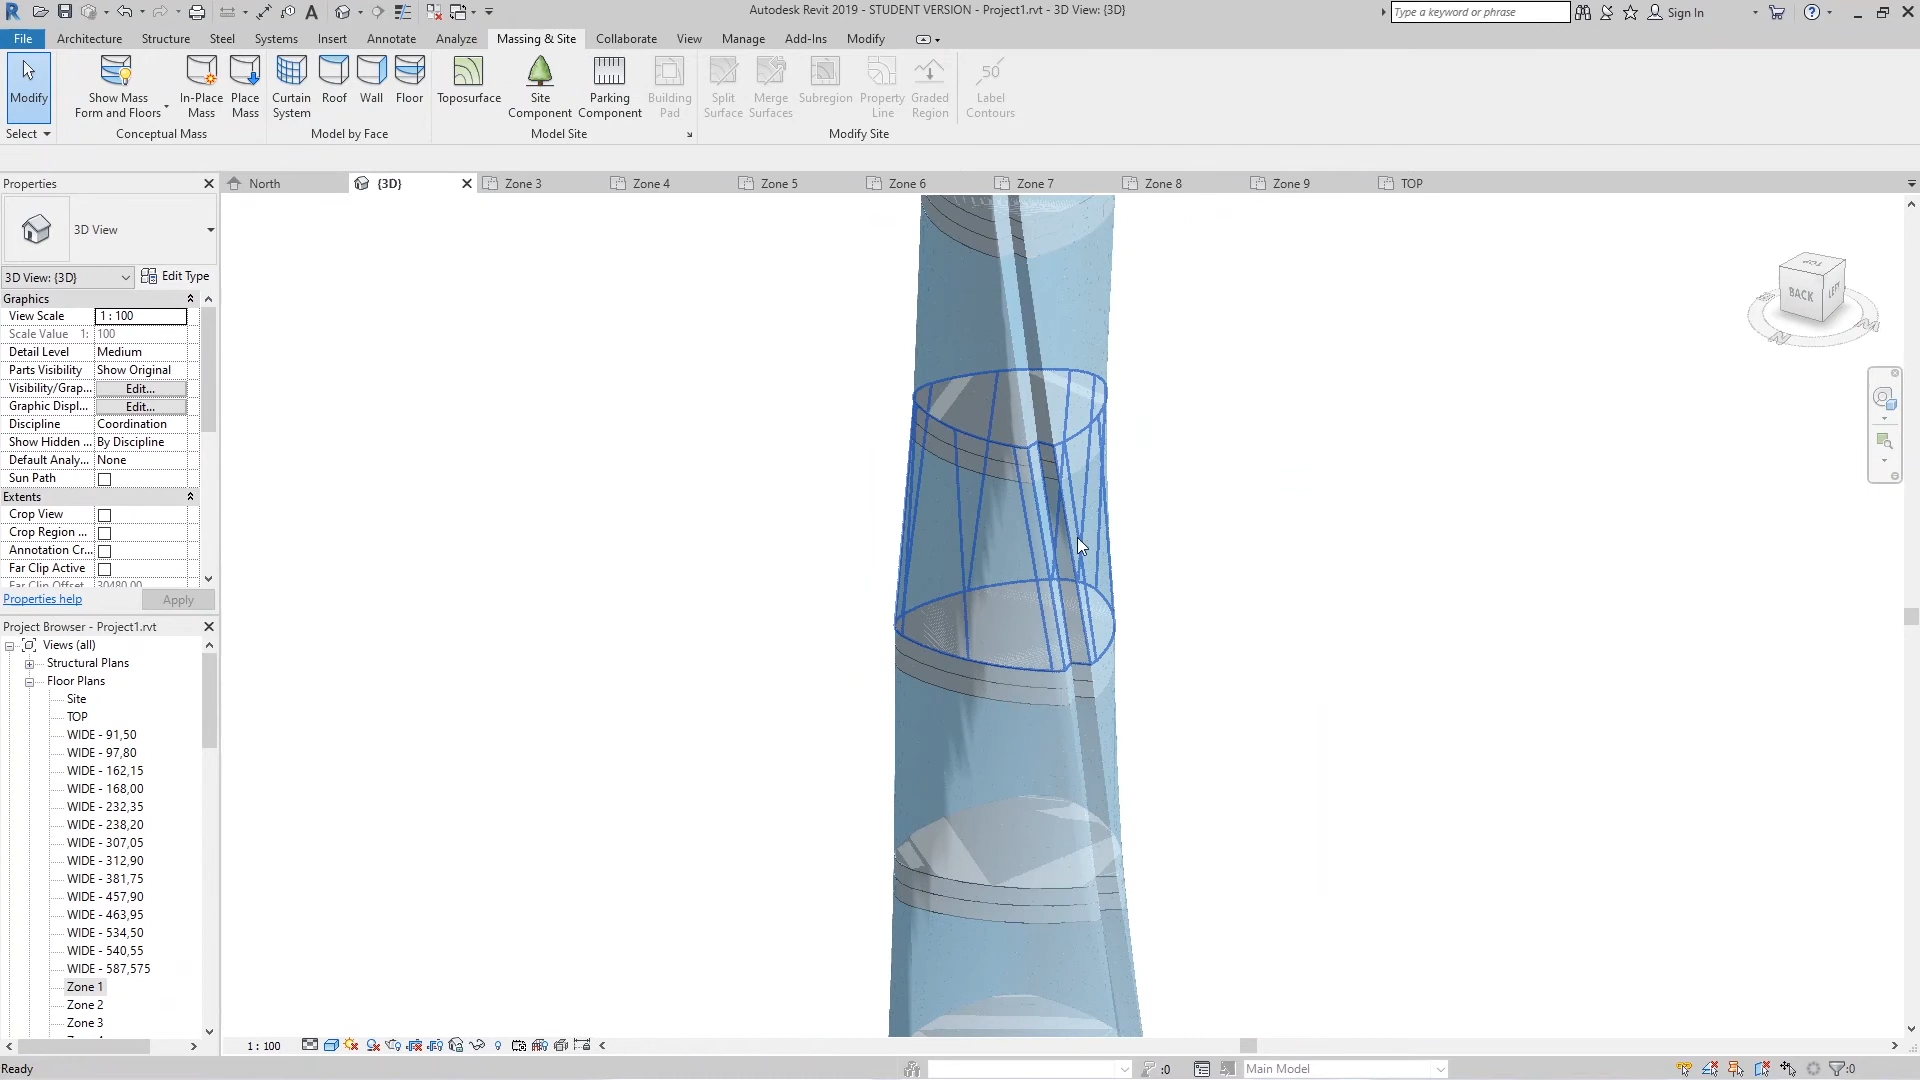 Autodesk Revit 2019 - STUDENT VERSION - Project1.rvt - 3D View: {3D}
Type a keyword or phrase
Sign In
File Architecture Structure Steel Systems Insert Annotate Analyze Massing & Site Collaborate View Manage Add-Ins Modify
Modify
Show Mass Form and Floors
In-Place Mass
Place Mass
Curtain System
Roof
Wall
Floor
Toposurface
Site Component
Parking Component
Building Pad
Split Surface
Merge Surfaces
Subregion
Property Line
Graded Region
50
Label Contours
Select
Conceptual Mass
Model by Face
Model Site
Modify Site
Properties
North
{3D}
Zone 3
Zone 4
Zone 5
Zone 6
Zone 7
Zone 8
Zone 9
TOP
3D View
3D View: {3D}
Edit Type
Graphics
View Scale 1 : 100
Scale Value 1: 100
Detail Level Medium
Parts Visibility Show Original
Visibility/Grap... Edit...
Graphic Displ... Edit...
Discipline Coordination
Show Hidden ... By Discipline
Default Analy... None
Sun Path
Extents
Crop View
Crop Region ...
Annotation Cr...
Far Clip Active
Far Clip Offset 30480,00
Properties help
Apply
TOP
BACK
LEFT
Project Browser - Project1.rvt
Views (all)
Structural Plans
Floor Plans
Site
TOP
WIDE - 91,50
WIDE - 97,80
WIDE - 162,15
WIDE - 168,00
WIDE - 232,35
WIDE - 238,20
WIDE - 307,05
WIDE - 312,90
WIDE - 381,75
WIDE - 457,90
WIDE - 463,95
WIDE - 534,50
WIDE - 540,55
WIDE - 587,575
Zone 1
Zone 2
Zone 3
1 : 100
Ready
:0
Main Model
:0